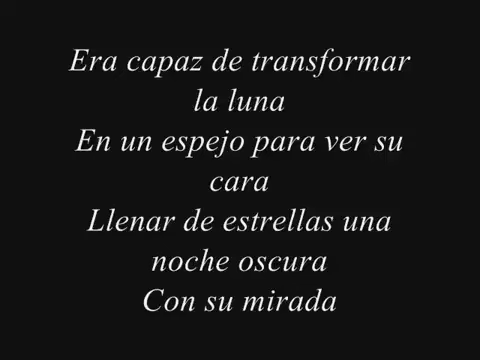 Era capaz de transformar
la luna
En un espejo para ver su
cara
Llenar de estrellas una
noche oscura
Con su mirada